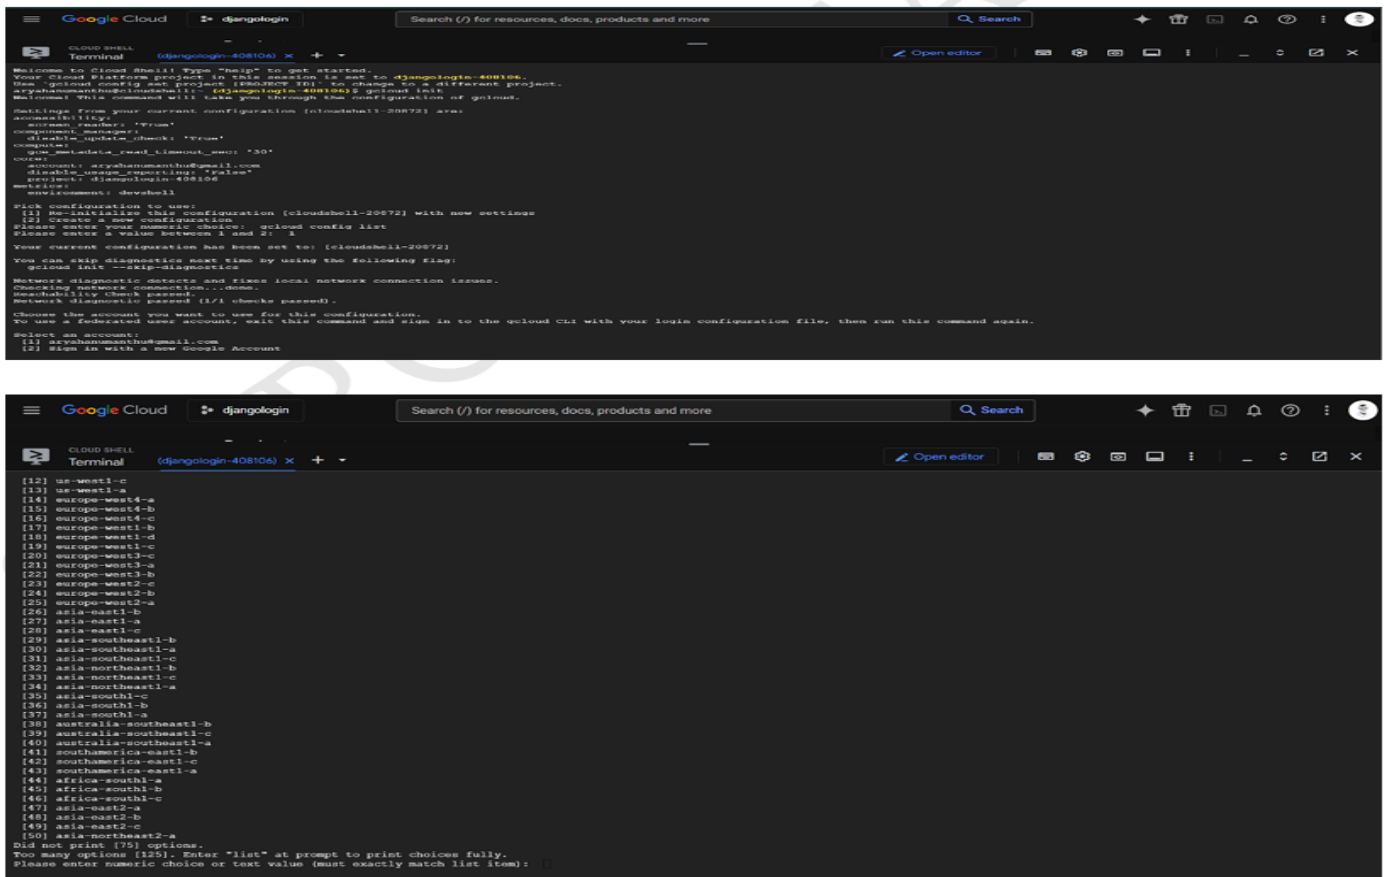 Google Cloud djangologin Search (/) for resources, docs, products and more Search
CLOUD SHELL
Terminal (djangologin-408106) × + Open editor
Welcome to Cloud Shell! Type "help" to get started.
Your Cloud Platform project in this session is set to djangologin-408106.
Use `gcloud config set project [PROJECT ID]` to change to a different project.
aryahanumanthu@cloudshell:~ (djangologin-408106)$ gcloud init
Welcome! This command will take you through the configuration of gcloud.
Settings from your current configuration [cloudshell-20872] are:
accessibility:
screen_reader: 'True'
component_manager:
disable_update_check: 'True'
compute:
gce_metadata_read_timeout_sec: '30'
core:
account: aryahanumanthu@gmail.com
disable_usage_reporting: 'False'
project: djangologin-408106
metrics:
environment: devshell
Pick configuration to use:
[1] Re-initialize this configuration [cloudshell-20872] with new settings
[2] Create a new configuration
Please enter your numeric choice: gcloud config list
Please enter a value between 1 and 2: 1
Your current configuration has been set to: [cloudshell-20872]
You can skip diagnostics next time by using the following flag:
gcloud init --skip-diagnostics
Network diagnostic detects and fixes local network connection issues.
Checking network connection...done.
Reachability Check passed.
Network diagnostic passed (1/1 checks passed).
Choose the account you want to use for this configuration.
To use a federated user account, exit this command and sign in to the gcloud CLI with your login configuration file, then run this command again.
Select an account:
[1] aryahanumanthu@gmail.com
[2] Sign in with a new Google Account
Google Cloud djangologin Search (/) for resources, docs, products and more Search
CLOUD SHELL
Terminal (djangologin-408106) × + Open editor
[12] us-west1-c
[13] us-west1-a
[14] europe-west4-a
[15] europe-west4-b
[16] europe-west4-c
[17] europe-west1-b
[18] europe-west1-d
[19] europe-west1-c
[20] europe-west3-c
[21] europe-west3-a
[22] europe-west3-b
[23] europe-west2-c
[24] europe-west2-b
[25] europe-west2-a
[26] asia-east1-b
[27] asia-east1-a
[28] asia-east1-c
[29] asia-southeast1-b
[30] asia-southeast1-a
[31] asia-southeast1-c
[32] asia-northeast1-b
[33] asia-northeast1-c
[34] asia-northeast1-a
[35] asia-south1-c
[36] asia-south1-b
[37] asia-south1-a
[38] australia-southeast1-b
[39] australia-southeast1-c
[40] australia-southeast1-a
[41] southamerica-east1-b
[42] southamerica-east1-c
[43] southamerica-east1-a
[44] africa-south1-a
[45] africa-south1-b
[46] africa-south1-c
[47] asia-east2-a
[48] asia-east2-b
[49] asia-east2-c
[50] asia-northeast2-a
Did not print [75] options.
Too many options [125]. Enter "list" at prompt to print choices fully.
Please enter numeric choice or text value (must exactly match list item):